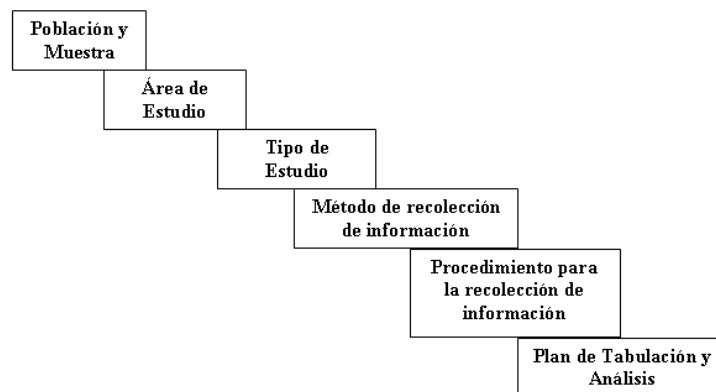 Población y
Muestra
Área de
Estudio
Tipo de
Estudio
Método de recolección
de información
Procedimiento para
la recolección de
información
Plan de Tabulación y
Análisis